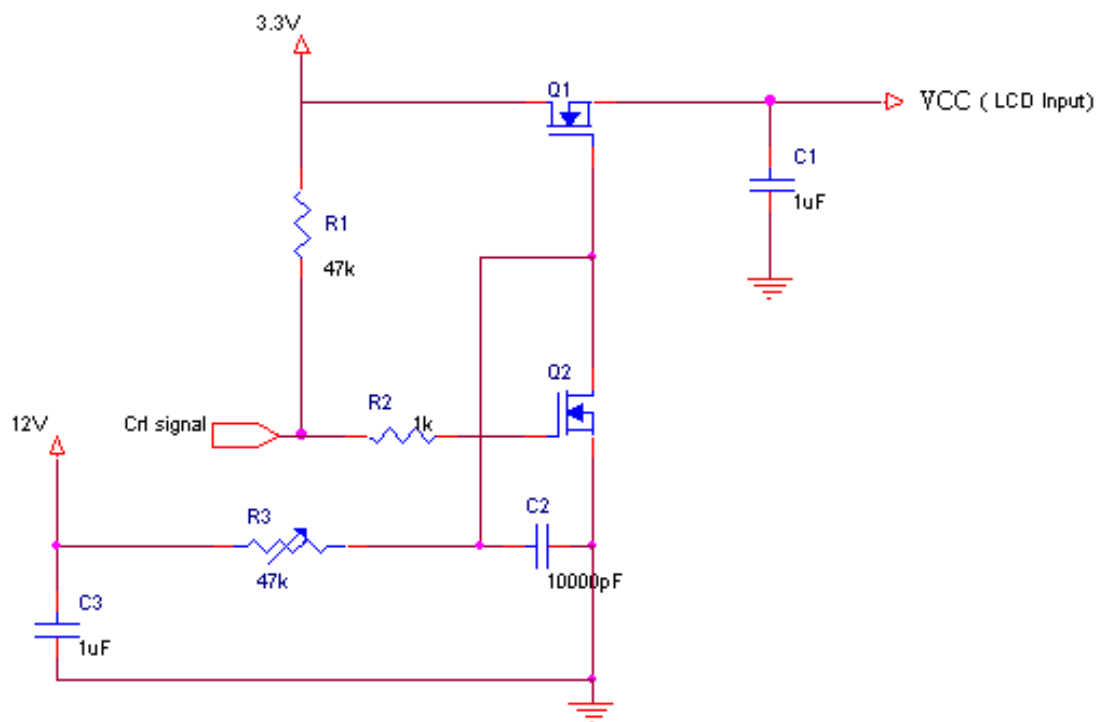 3.3V
Q1
VCC ( LCD Input)
C1
1uF
R1
47k
Q2
12V
Crl signal
R2
1k
R3
47k
C2
10000pF
C3
1uF